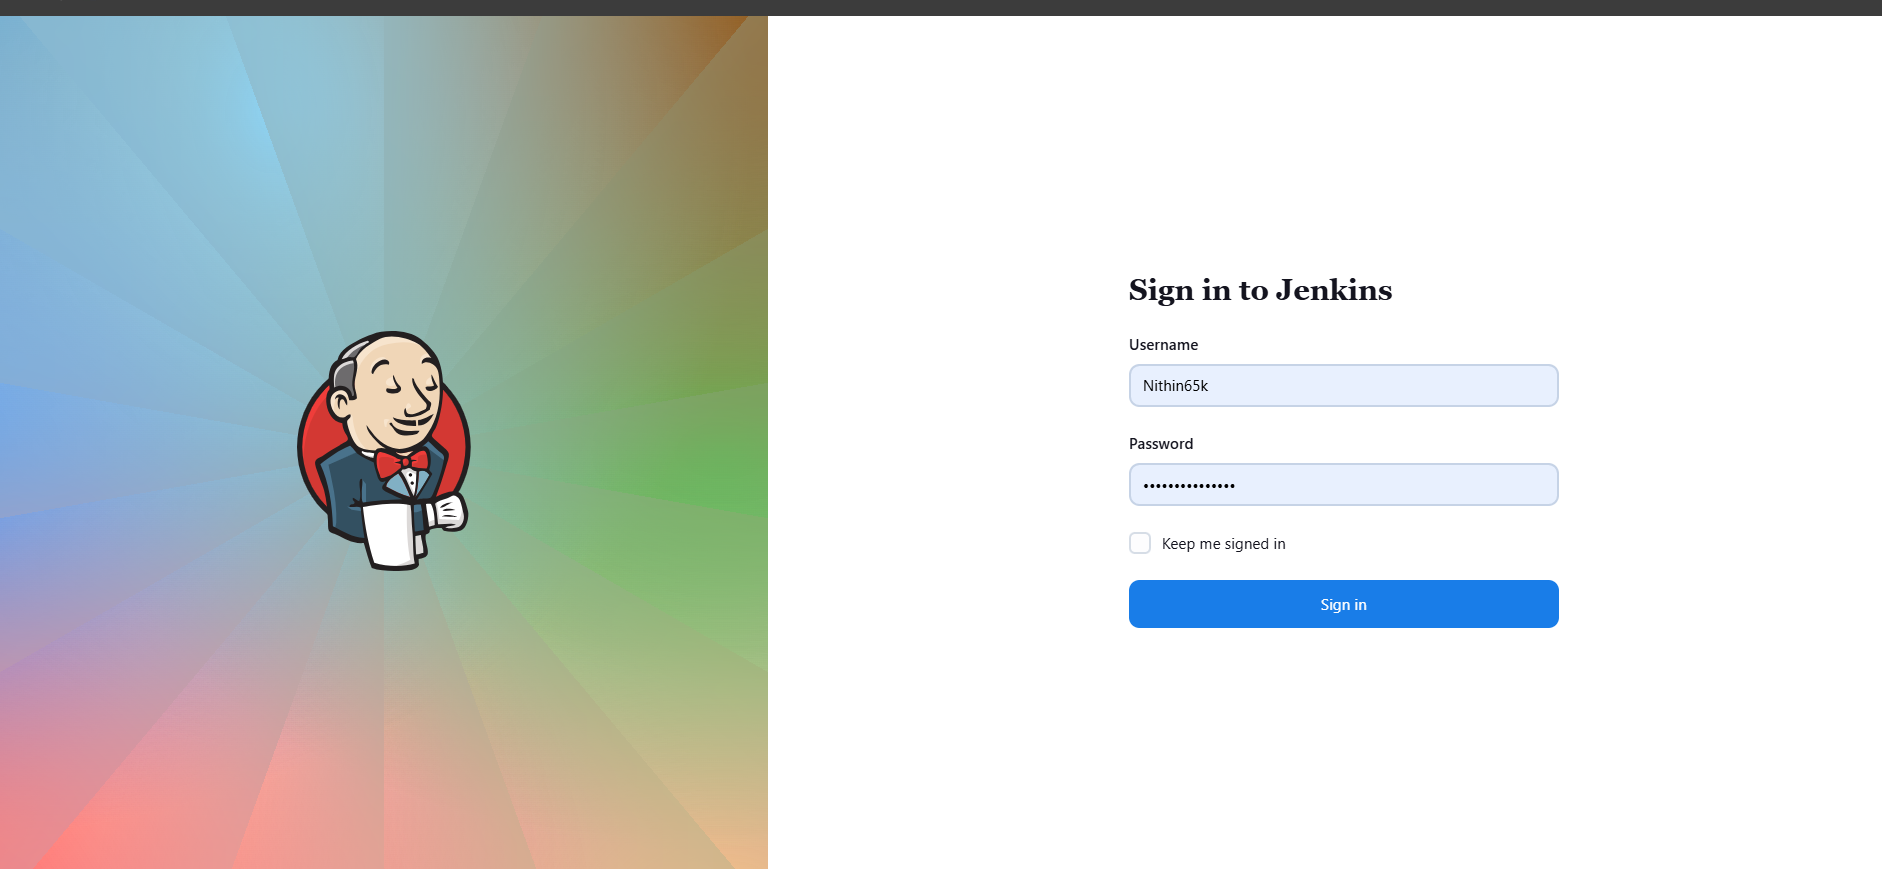 Sign in to Jenkins
Username
Nithin65k
Password
•••••••••••••••
Keep me signed in
Sign in